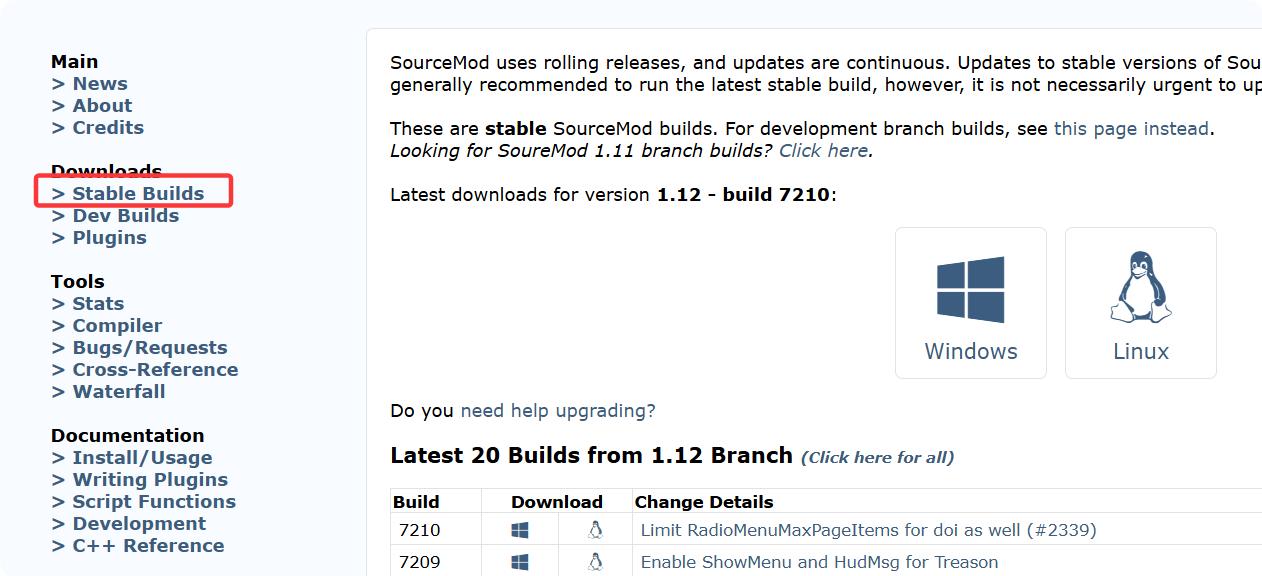 Main
> News
> About
> Credits
Downloads
> Stable Builds
> Dev Builds
> Plugins
Tools
> Stats
> Compiler
> Bugs/Requests
> Cross-Reference
> Waterfall
Documentation
> Install/Usage
> Writing Plugins
> Script Functions
> Development
> C++ Reference
SourceMod uses rolling releases, and updates are continuous. Updates to stable versions of Sou
generally recommended to run the latest stable build, however, it is not necessarily urgent to up
These are stable SourceMod builds. For development branch builds, see this page instead.
Looking for SoureMod 1.11 branch builds? Click here.
Latest downloads for version 1.12 - build 7210:
Windows
Linux
Do you need help upgrading?
Latest 20 Builds from 1.12 Branch (Click here for all)
Build Download Change Details
7210 Limit RadioMenuMaxPageItems for doi as well (#2339)
7209 Enable ShowMenu and HudMsg for Treason